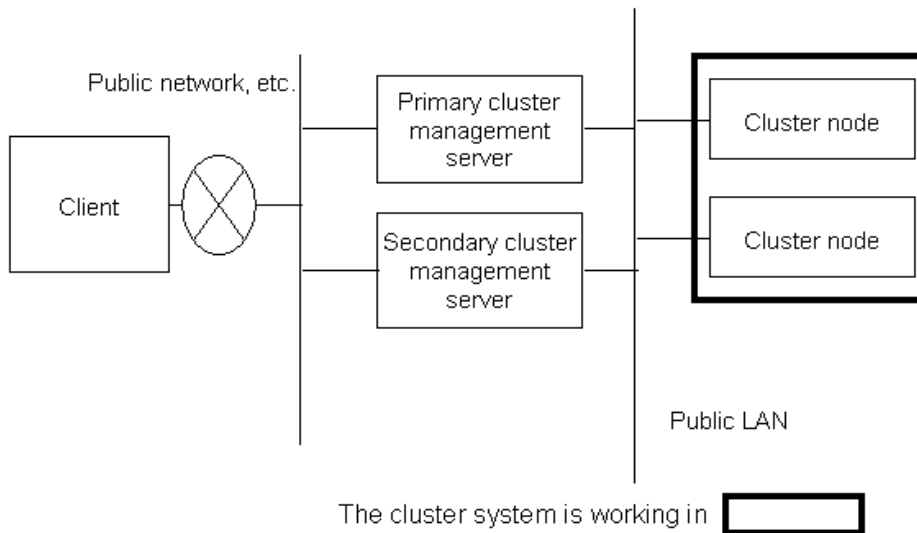 Public network, etc.
Client
Primary cluster
management
server
Secondary cluster
management
server
Cluster node
Cluster node
Public LAN
The cluster system is working in